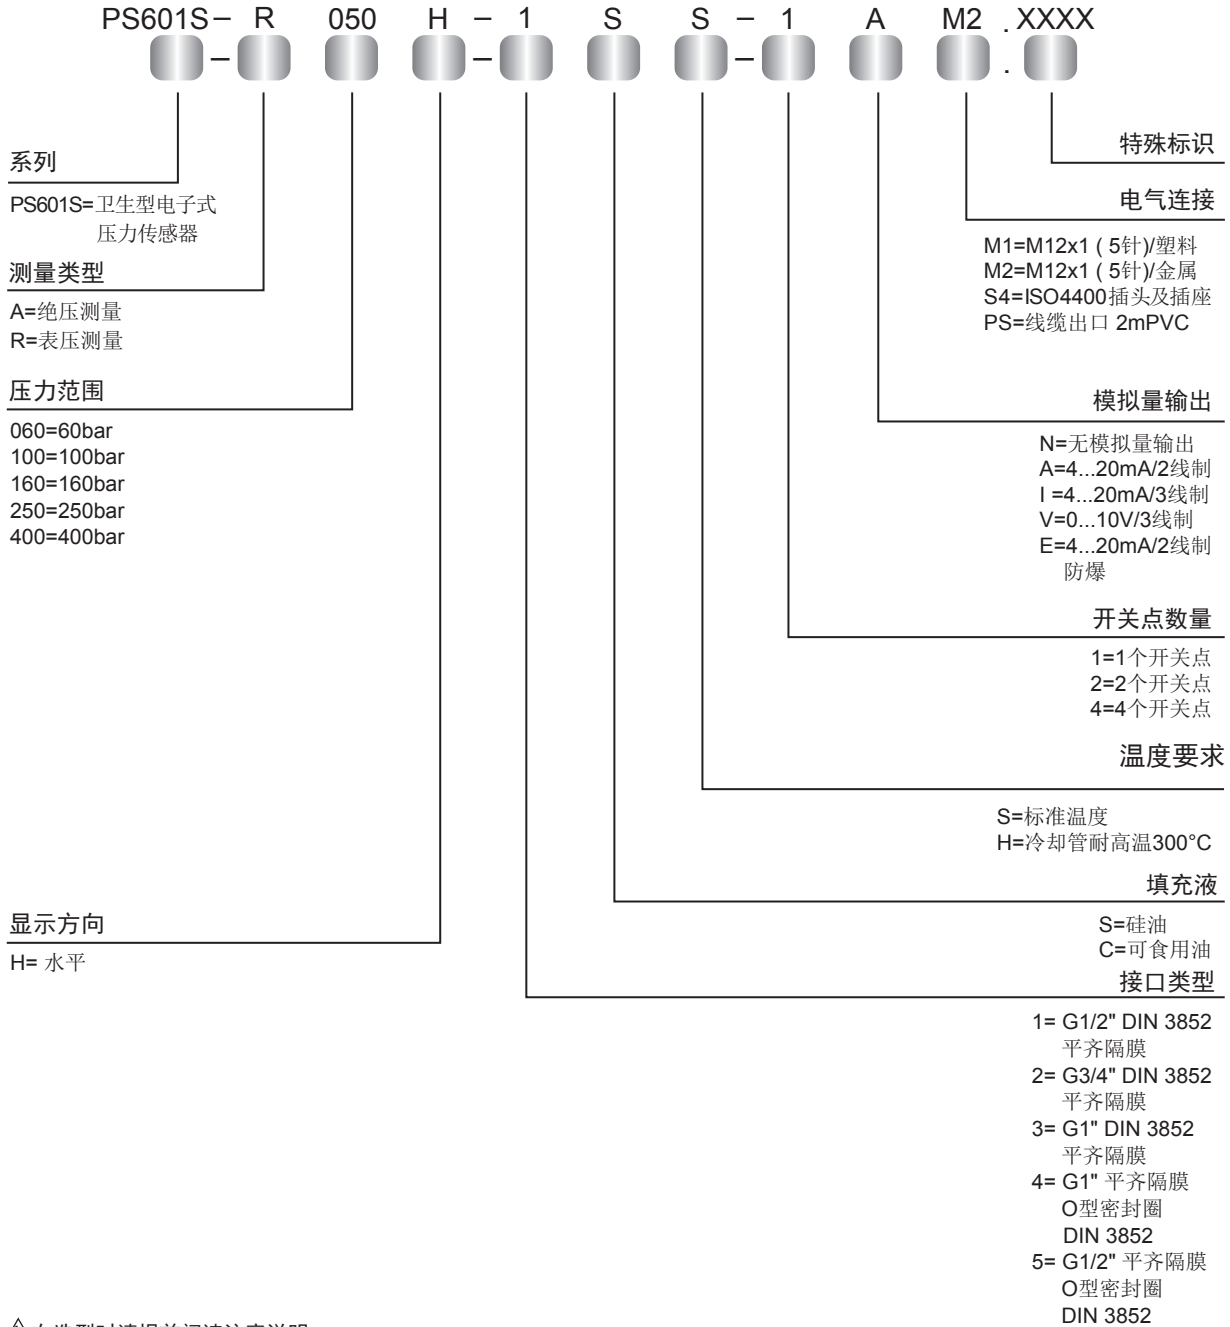 PS601S – R 050 H – 1 S S – 1 A M2 . XXXX
– – – .
系列
PS601S=卫生型电子式
压力传感器
测量类型
A=绝压测量
R=表压测量
压力范围
060=60bar
100=100bar
160=160bar
250=250bar
400=400bar
显示方向
H= 水平
特殊标识
电气连接
M1=M12x1 ( 5针)/塑料
M2=M12x1 ( 5针)/金属
S4=ISO4400插头及插座
PS=线缆出口 2mPVC
模拟量输出
N=无模拟量输出
A=4...20mA/2线制
I =4...20mA/3线制
V=0...10V/3线制
E=4...20mA/2线制
防爆
开关点数量
1=1个开关点
2=2个开关点
4=4个开关点
温度要求
S=标准温度
H=冷却管耐高温300°C
填充液
S=硅油
C=可食用油
接口类型
1= G1/2" DIN 3852
平齐隔膜
2= G3/4" DIN 3852
平齐隔膜
3= G1" DIN 3852
平齐隔膜
4= G1" 平齐隔膜
O型密封圈
DIN 3852
5= G1/2" 平齐隔膜
O型密封圈
DIN 3852